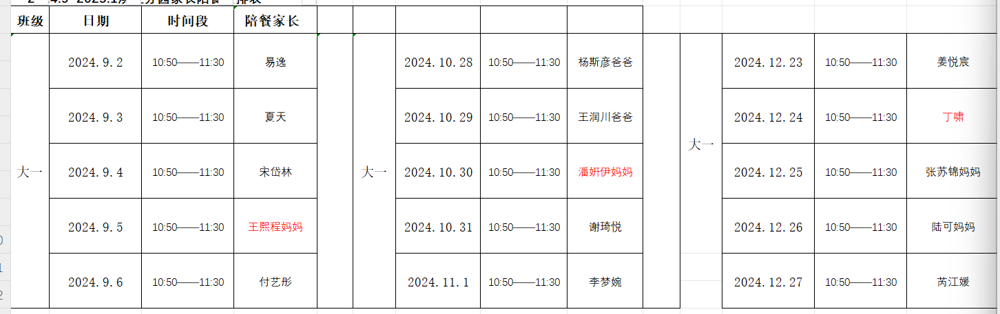 班级 日期 时间段 陪餐家长
2024.9.2 10:50——11:30 易逸 2024.10.28 10:50——11:30 杨斯彦爸爸 2024.12.23 10:50——11:30 姜悦宸
2024.9.3 10:50——11:30 夏天 2024.10.29 10:50——11:30 王润川爸爸 2024.12.24 10:50——11:30 丁啸
大一
大一 2024.9.4 10:50——11:30 宋岱林 大一 2024.10.30 10:50——11:30 潘妍伊妈妈 2024.12.25 10:50——11:30 张苏锦妈妈
2024.9.5 10:50——11:30 王熙程妈妈 2024.10.31 10:50——11:30 谢琦悦 2024.12.26 10:50——11:30 陆可妈妈
2024.9.6 10:50——11:30 付艺彤 2024.11.1 10:50——11:30 李梦婉 2024.12.27 10:50——11:30 芮江媛